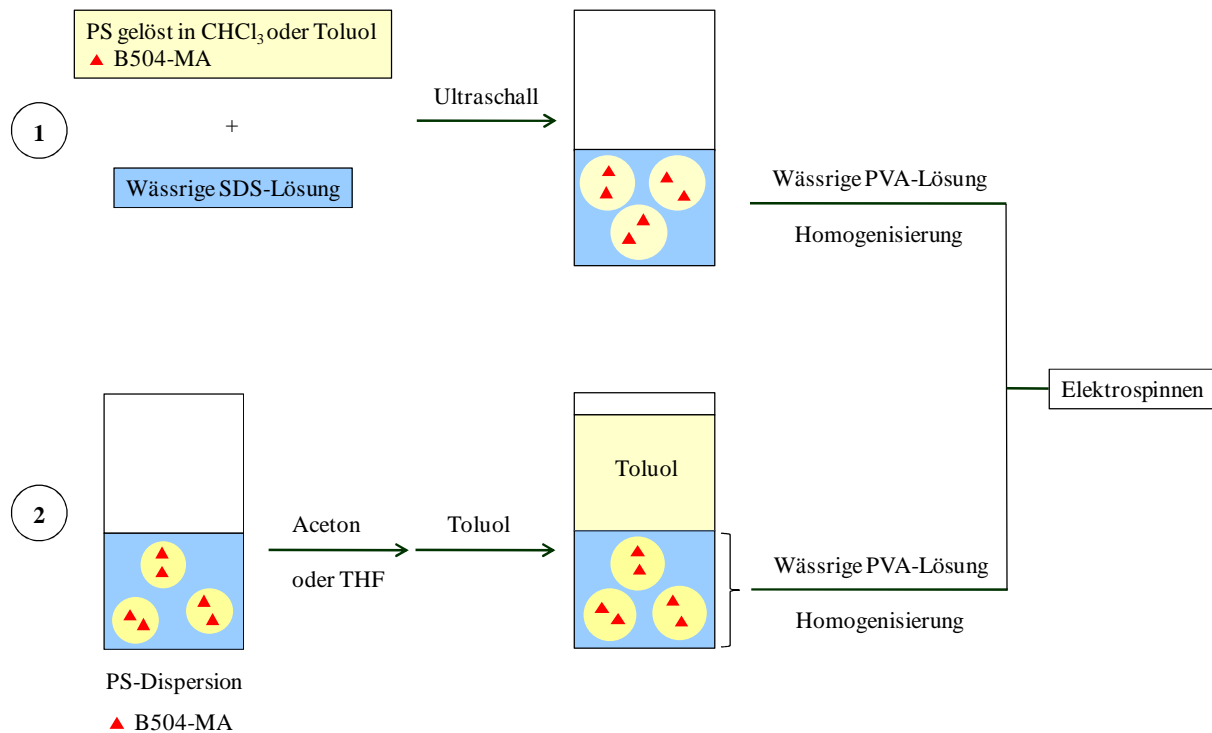 PS gelöst in CHCl₃ oder Toluol
B504-MA
1
+
Ultraschall
Wässrige SDS-Lösung
Wässrige PVA-Lösung
Homogenisierung
Elektrospinnen
2
Aceton
oder THF
Toluol
Toluol
Wässrige PVA-Lösung
Homogenisierung
PS-Dispersion
B504-MA